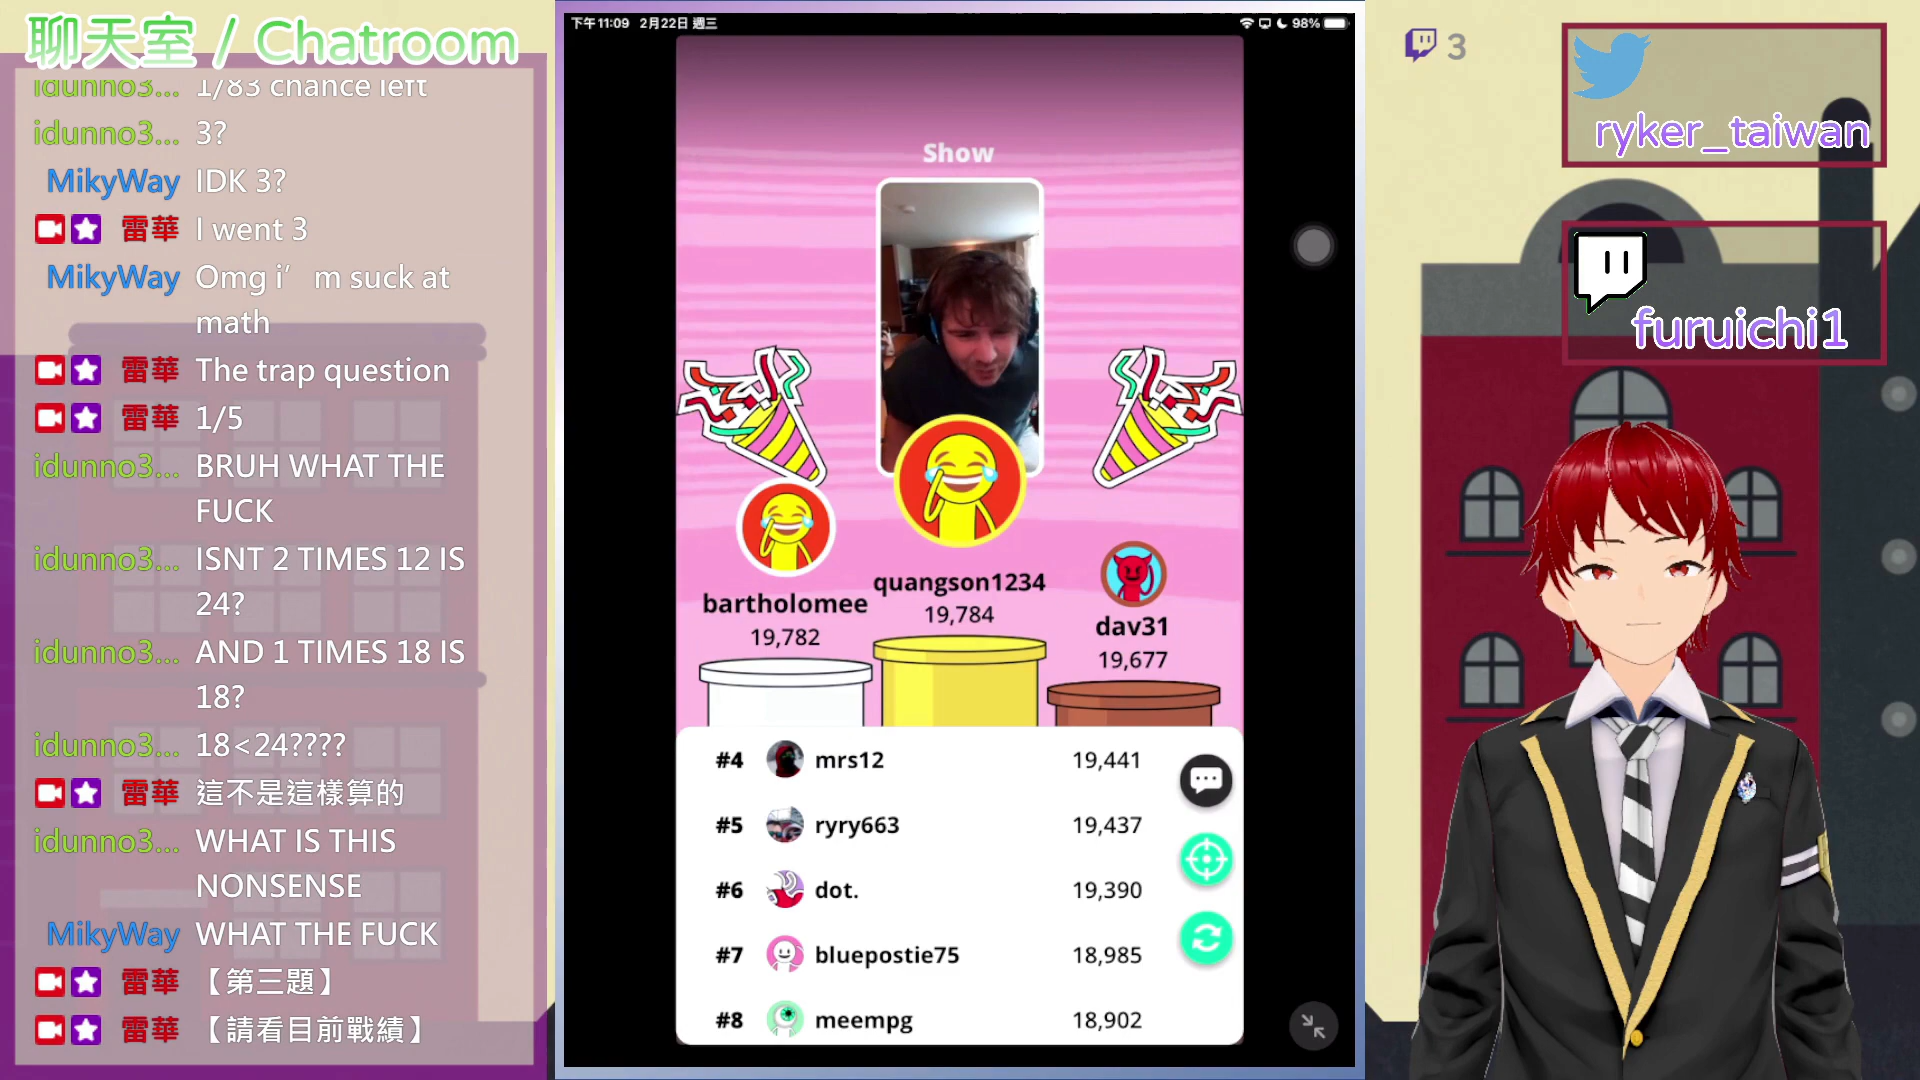 聊天室 / Chatroom
idunno3... 1/83 chance left
idunno3... 3?
MikyWay IDK 3?
雷華 I went 3
MikyWay Omg i’ m suck at
math
雷華 The trap question
雷華 1/5
idunno3... BRUH WHAT THE
FUCK
idunno3... ISNT 2 TIMES 12 IS
24?
idunno3... AND 1 TIMES 18 IS
18?
idunno3... 18<24????
雷華 這不是這樣算的
idunno3... WHAT IS THIS
NONSENSE
MikyWay WHAT THE FUCK
雷華 【第三題】
雷華 【請看目前戰績】
下午11:09 2月22日 週三
98%
Show
quangson1234
19,784
bartholomee
19,782
dav31
19,677
#4 mrs12 19,441
#5 ryry663 19,437
#6 dot. 19,390
#7 bluepostie75 18,985
#8 meempg 18,902
3
ryker_taiwan
furuichi1